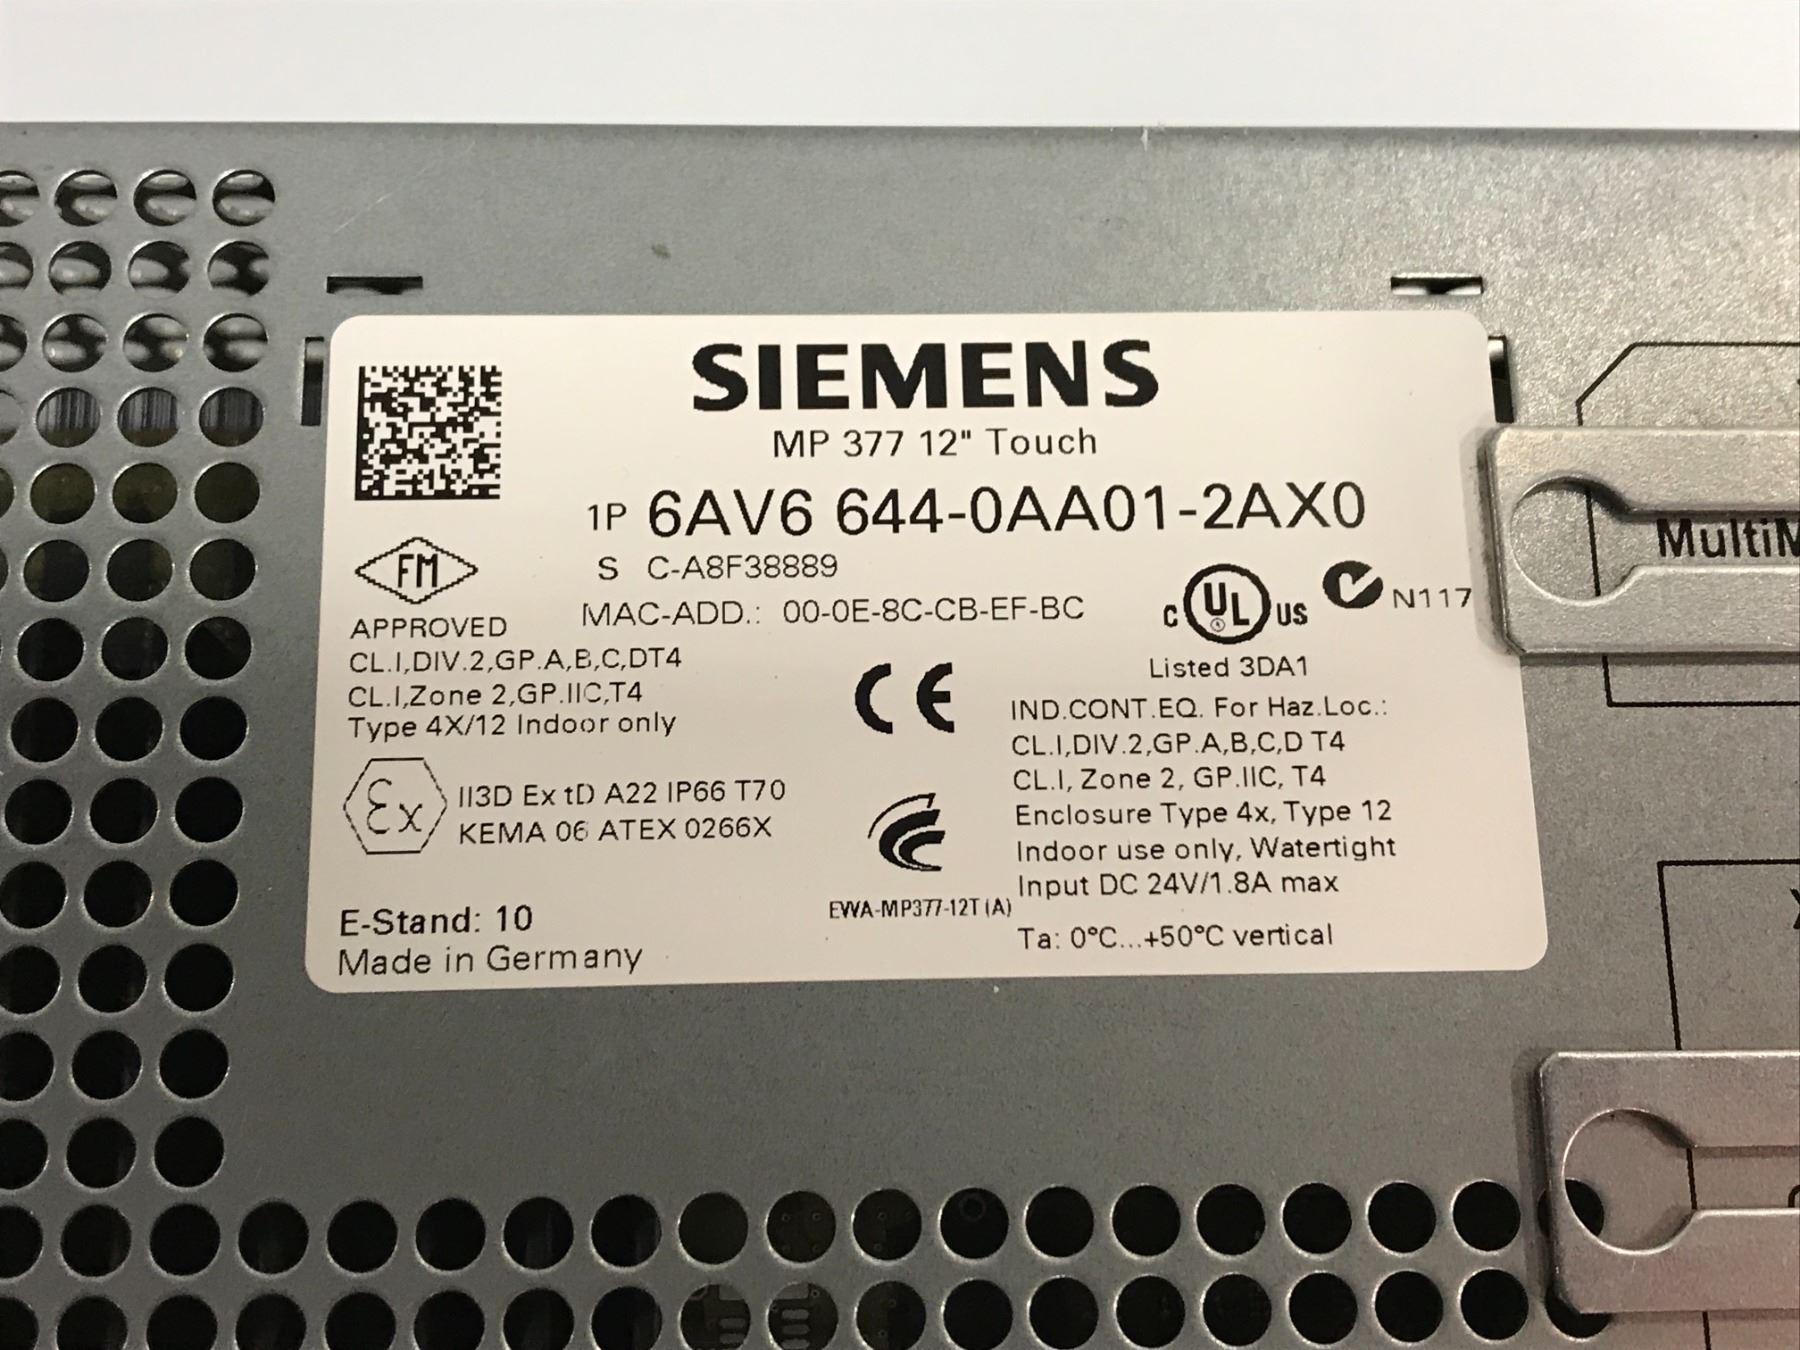 SIEMENS
MP 377 12" Touch
1P 6AV6 644-0AA01-2AX0
S C-A8F38889
MAC-ADD.: 00-0E-8C-CB-EF-BC
FM
APPROVED
CL.I,DIV.2,GP.A,B,C,DT4
CL.I,Zone 2,GP.IIC,T4
Type 4X/12 Indoor only
C UL US
N117
Listed 3DA1
CE
IND.CONT.EQ. For Haz.Loc.:
CL.I,DIV.2,GP.A,B,C,D T4
CL.I, Zone 2, GP.IIC, T4
Enclosure Type 4x, Type 12
Indoor use only, Watertight
Input DC 24V/1.8A max
Ta: 0°C...+50°C vertical
Ex
II3D Ex tD A22 IP66 T70
KEMA 06 ATEX 0266X
EWA-MP377-12T (A)
E-Stand: 10
Made in Germany
MultiM